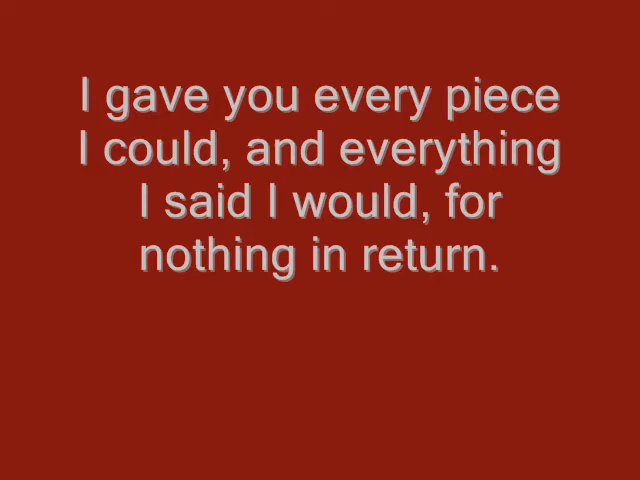 I gave you every piece
I could, and everything
I said I would, for
nothing in return.